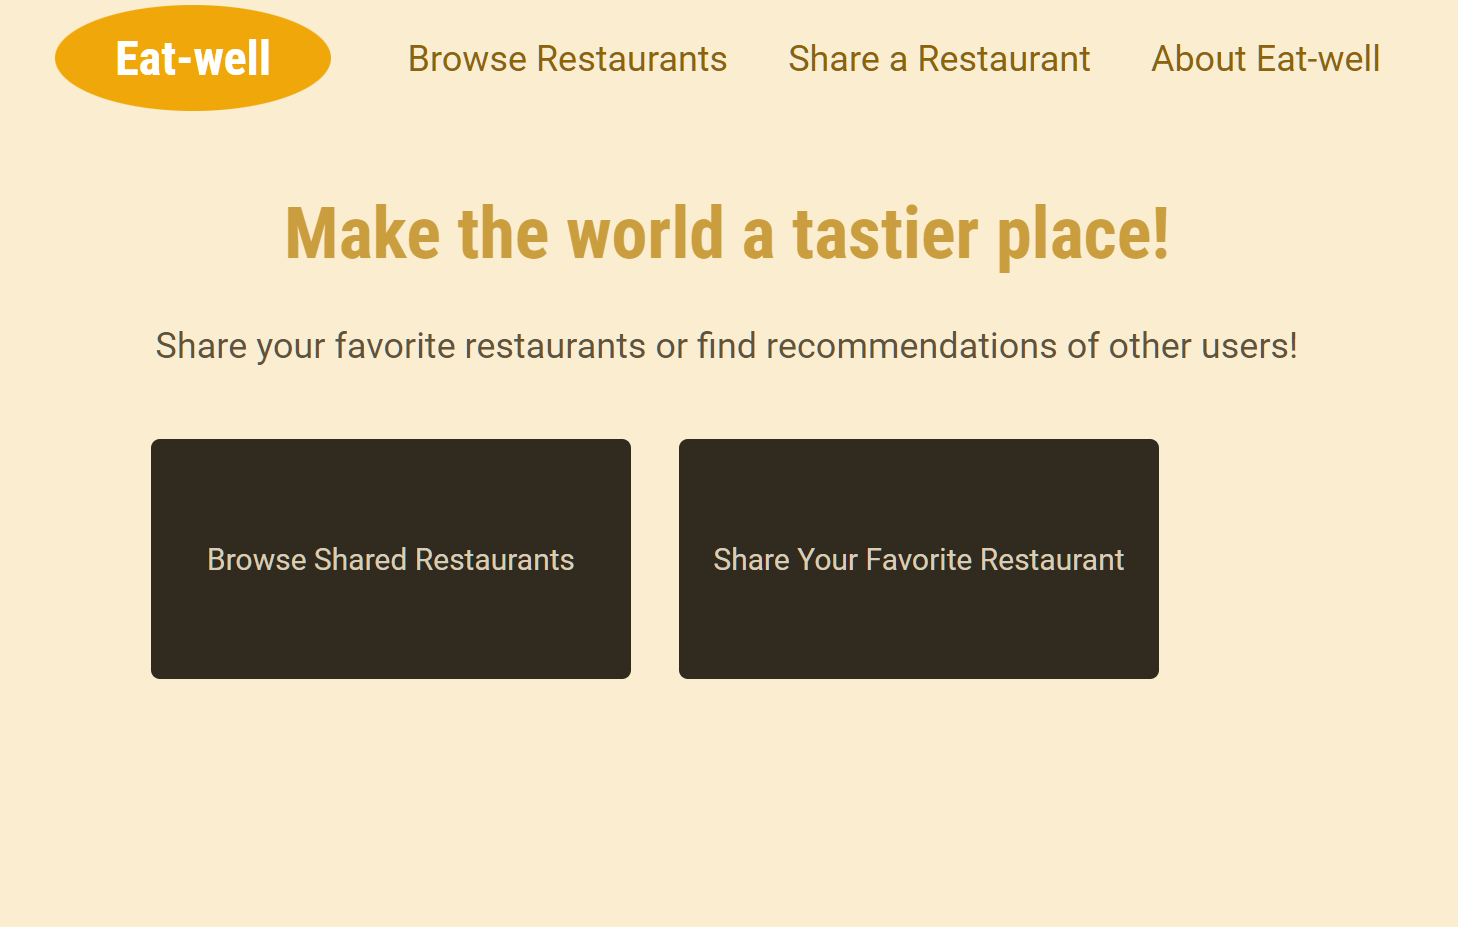 Eat-well
Browse Restaurants
Share a Restaurant
About Eat-well
Make the world a tastier place!
Share your favorite restaurants or find recommendations of other users!
Browse Shared Restaurants
Share Your Favorite Restaurant